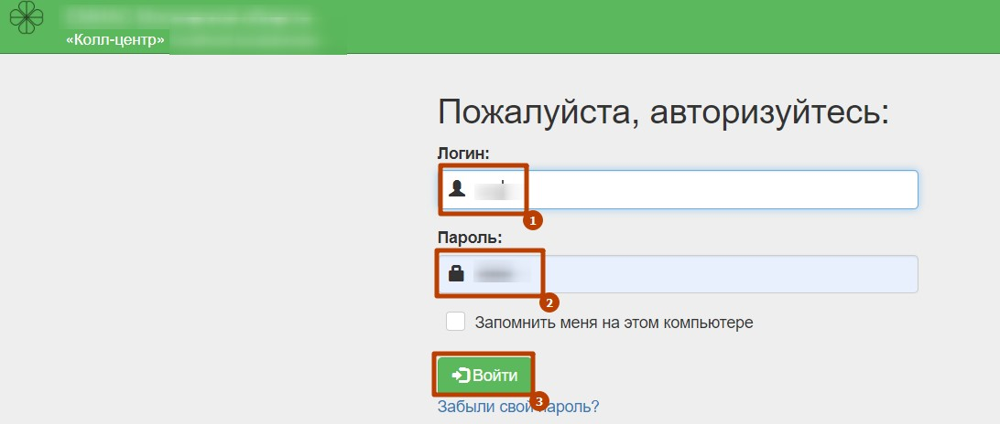 «Колл-центр»
Пожалуйста, авторизуйтесь:
Логин:
1
Пароль:
2
Запомнить меня на этом компьютере
Войти
3
Забыли свой пароль?